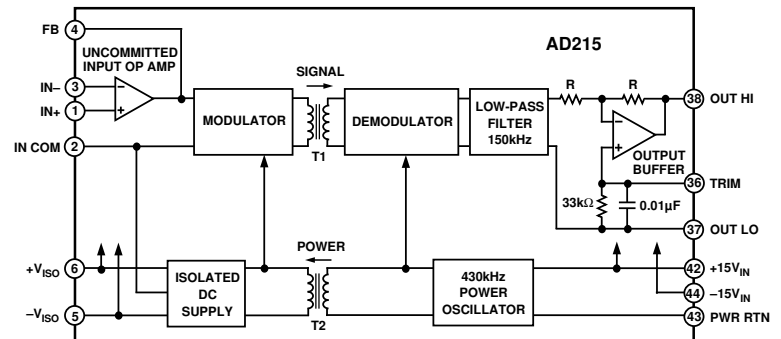 AD215
FB
4
UNCOMMITTED
INPUT OP AMP
IN–
3
–
IN+
1
+
IN COM
2
MODULATOR
SIGNAL
T1
DEMODULATOR
LOW-PASS
FILTER
150kHz
R
R
–
+
OUTPUT
BUFFER
38
OUT HI
36
TRIM
33kΩ
0.01µF
37
OUT LO
+VISO
6
–VISO
5
ISOLATED
DC
SUPPLY
POWER
T2
430kHz
POWER
OSCILLATOR
42
+15VIN
44
–15VIN
43
PWR RTN